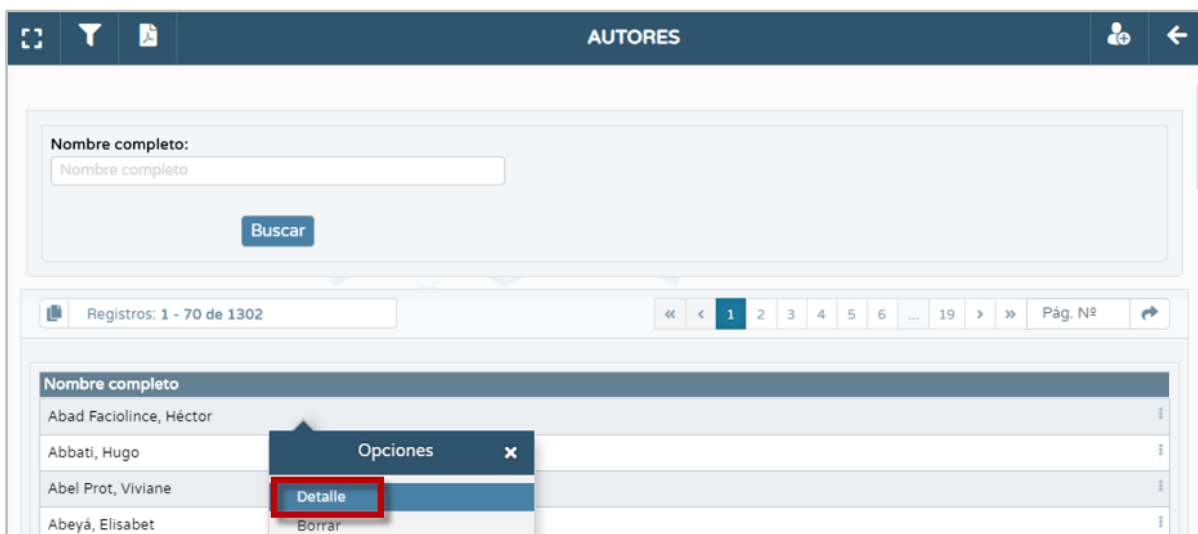 AUTORES
Nombre completo:
Nombre completo
Buscar
Registros: 1 - 70 de 1302
« ‹ 1 2 3 4 5 6 ... 19 › » Pág. Nº
Nombre completo
Abad Faciolince, Héctor
Abbati, Hugo
Abel Prot, Viviane
Abeyá, Elisabet
Opciones ×
Detalle
Borrar